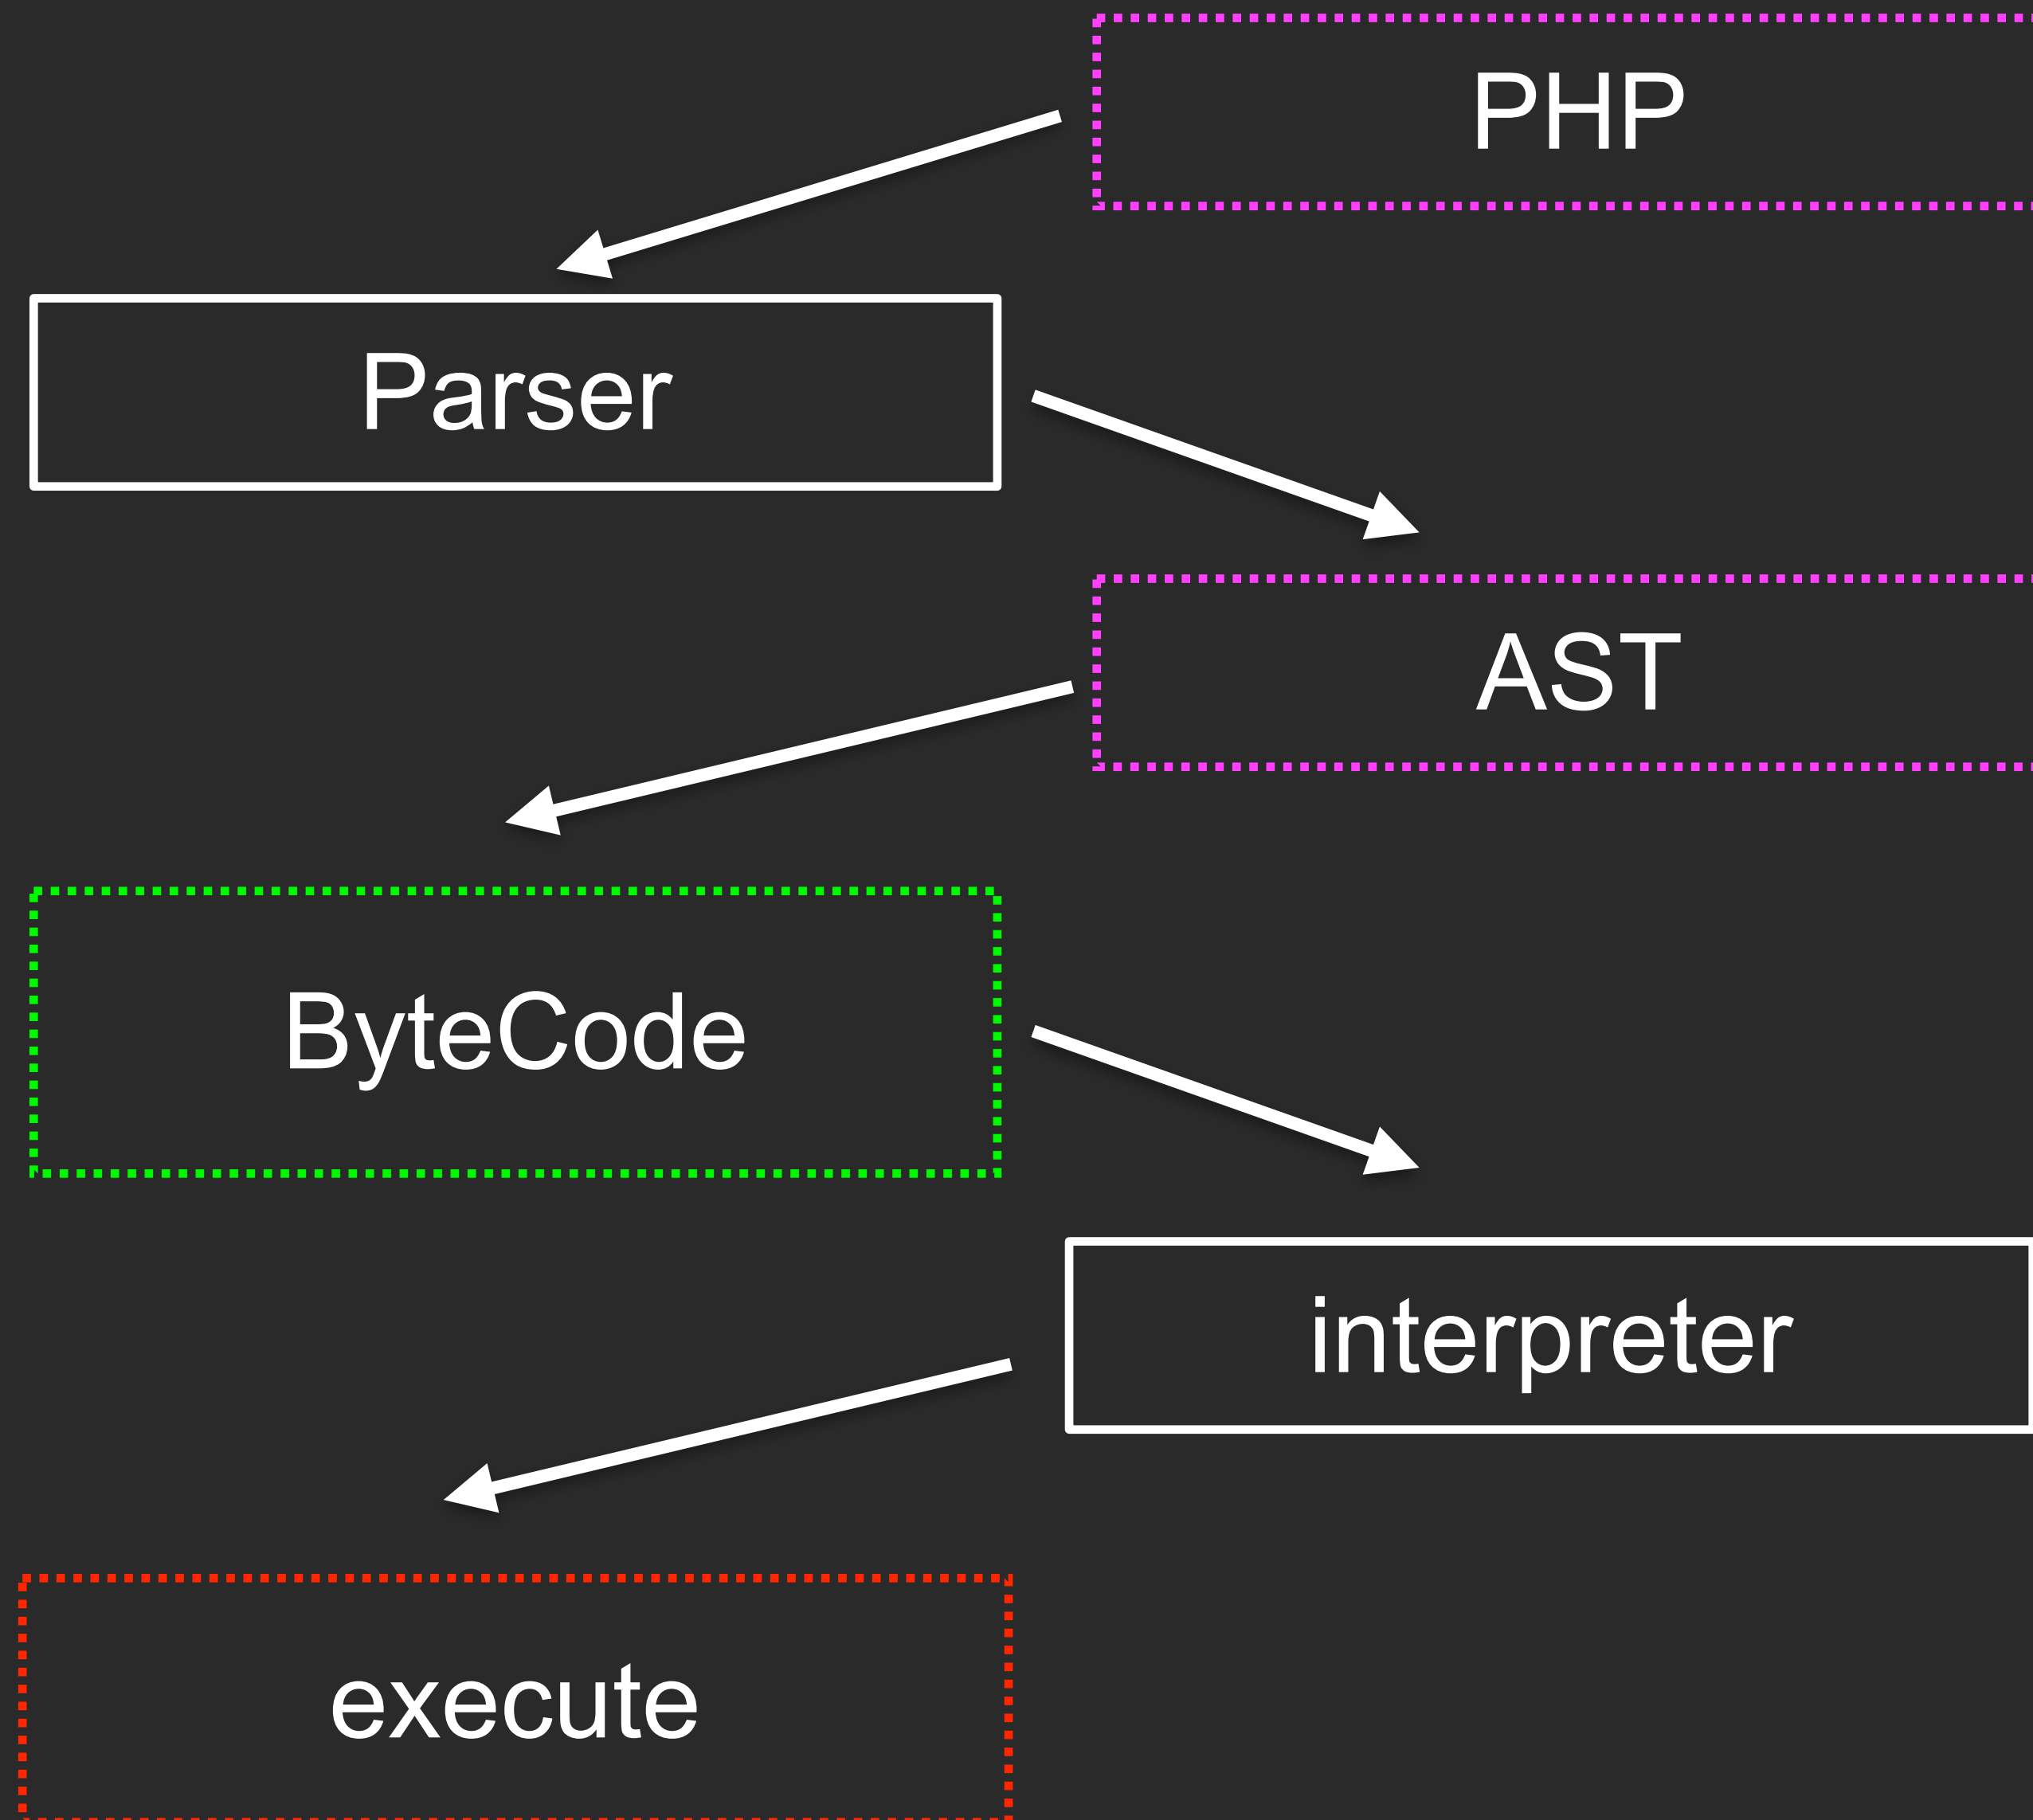 PHP
Parser
AST
ByteCode
interpreter
execute